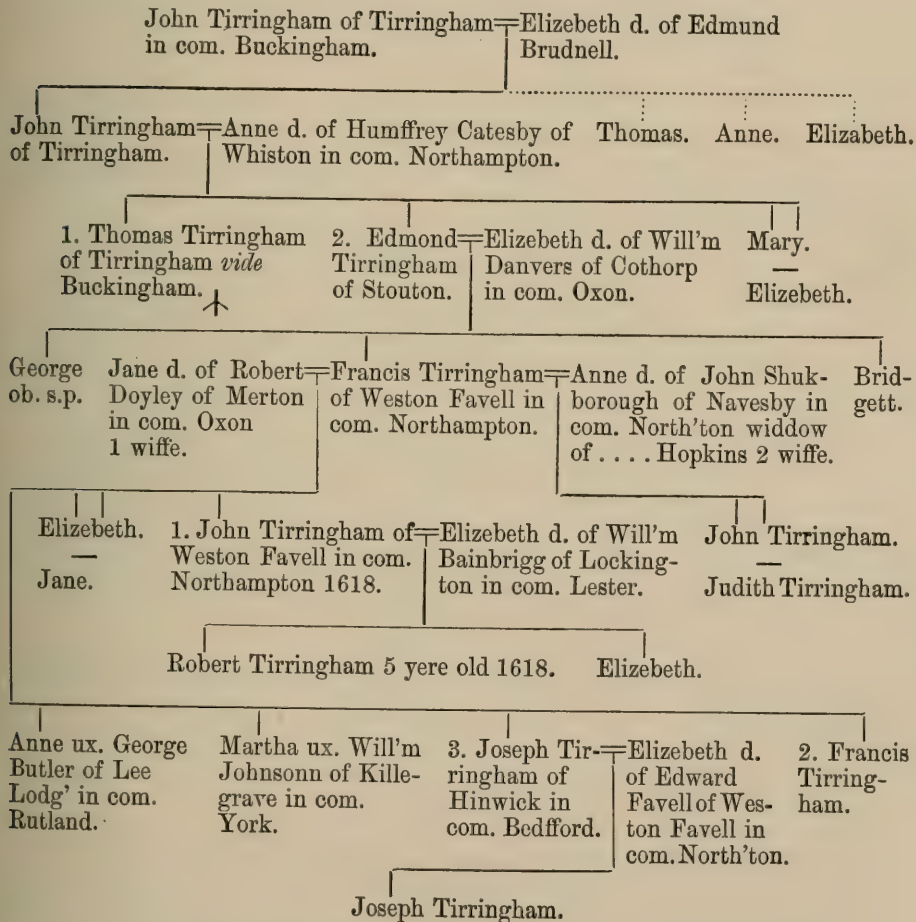 John Tirringham of Tirringham=Elizebeth d. of Edmund
in com. Buckingham. Brudnell.
John Tirringham=Anne d. of Humffrey Catesby of Thomas. Anne. Elizabeth.
of Tirringham. Whiston in com. Northampton.
1. Thomas Tirringham 2. Edmond=Elizebeth d. of Will'm Mary.
of Tirringham vide Tirringham Danvers of Cothorp —
Buckingham. of Stouton. in com. Oxon. Elizebeth.
George Jane d. of Robert=Francis Tirringham=Anne d. of John Shuk- Brid-
ob. s.p. Doyley of Merton of Weston Favell in borough of Navesby in gett.
in com. Oxon com. Northampton. com. North'ton widdow
1 wiffe. of .... Hopkins 2 wiffe.
Elizebeth. 1. John Tirringham of=Elizebeth d. of Will'm John Tirringham.
— Weston Favell in com. Bainbrigg of Locking- —
Jane. Northampton 1618. ton in com. Lester. Judith Tirringham.
Robert Tirringham 5 yere old 1618. Elizebeth.
Anne ux. George Martha ux. Will'm 3. Joseph Tir-=Elizebeth d. 2. Francis
Butler of Lee Johnsonn of Kille- ringham of of Edward Tirring-
Lodg' in com. grave in com. Hinwick in Favell of Wes- ham.
Rutland. York. com. Bedfford. ton Favell in
com. North'ton.
Joseph Tirringham.